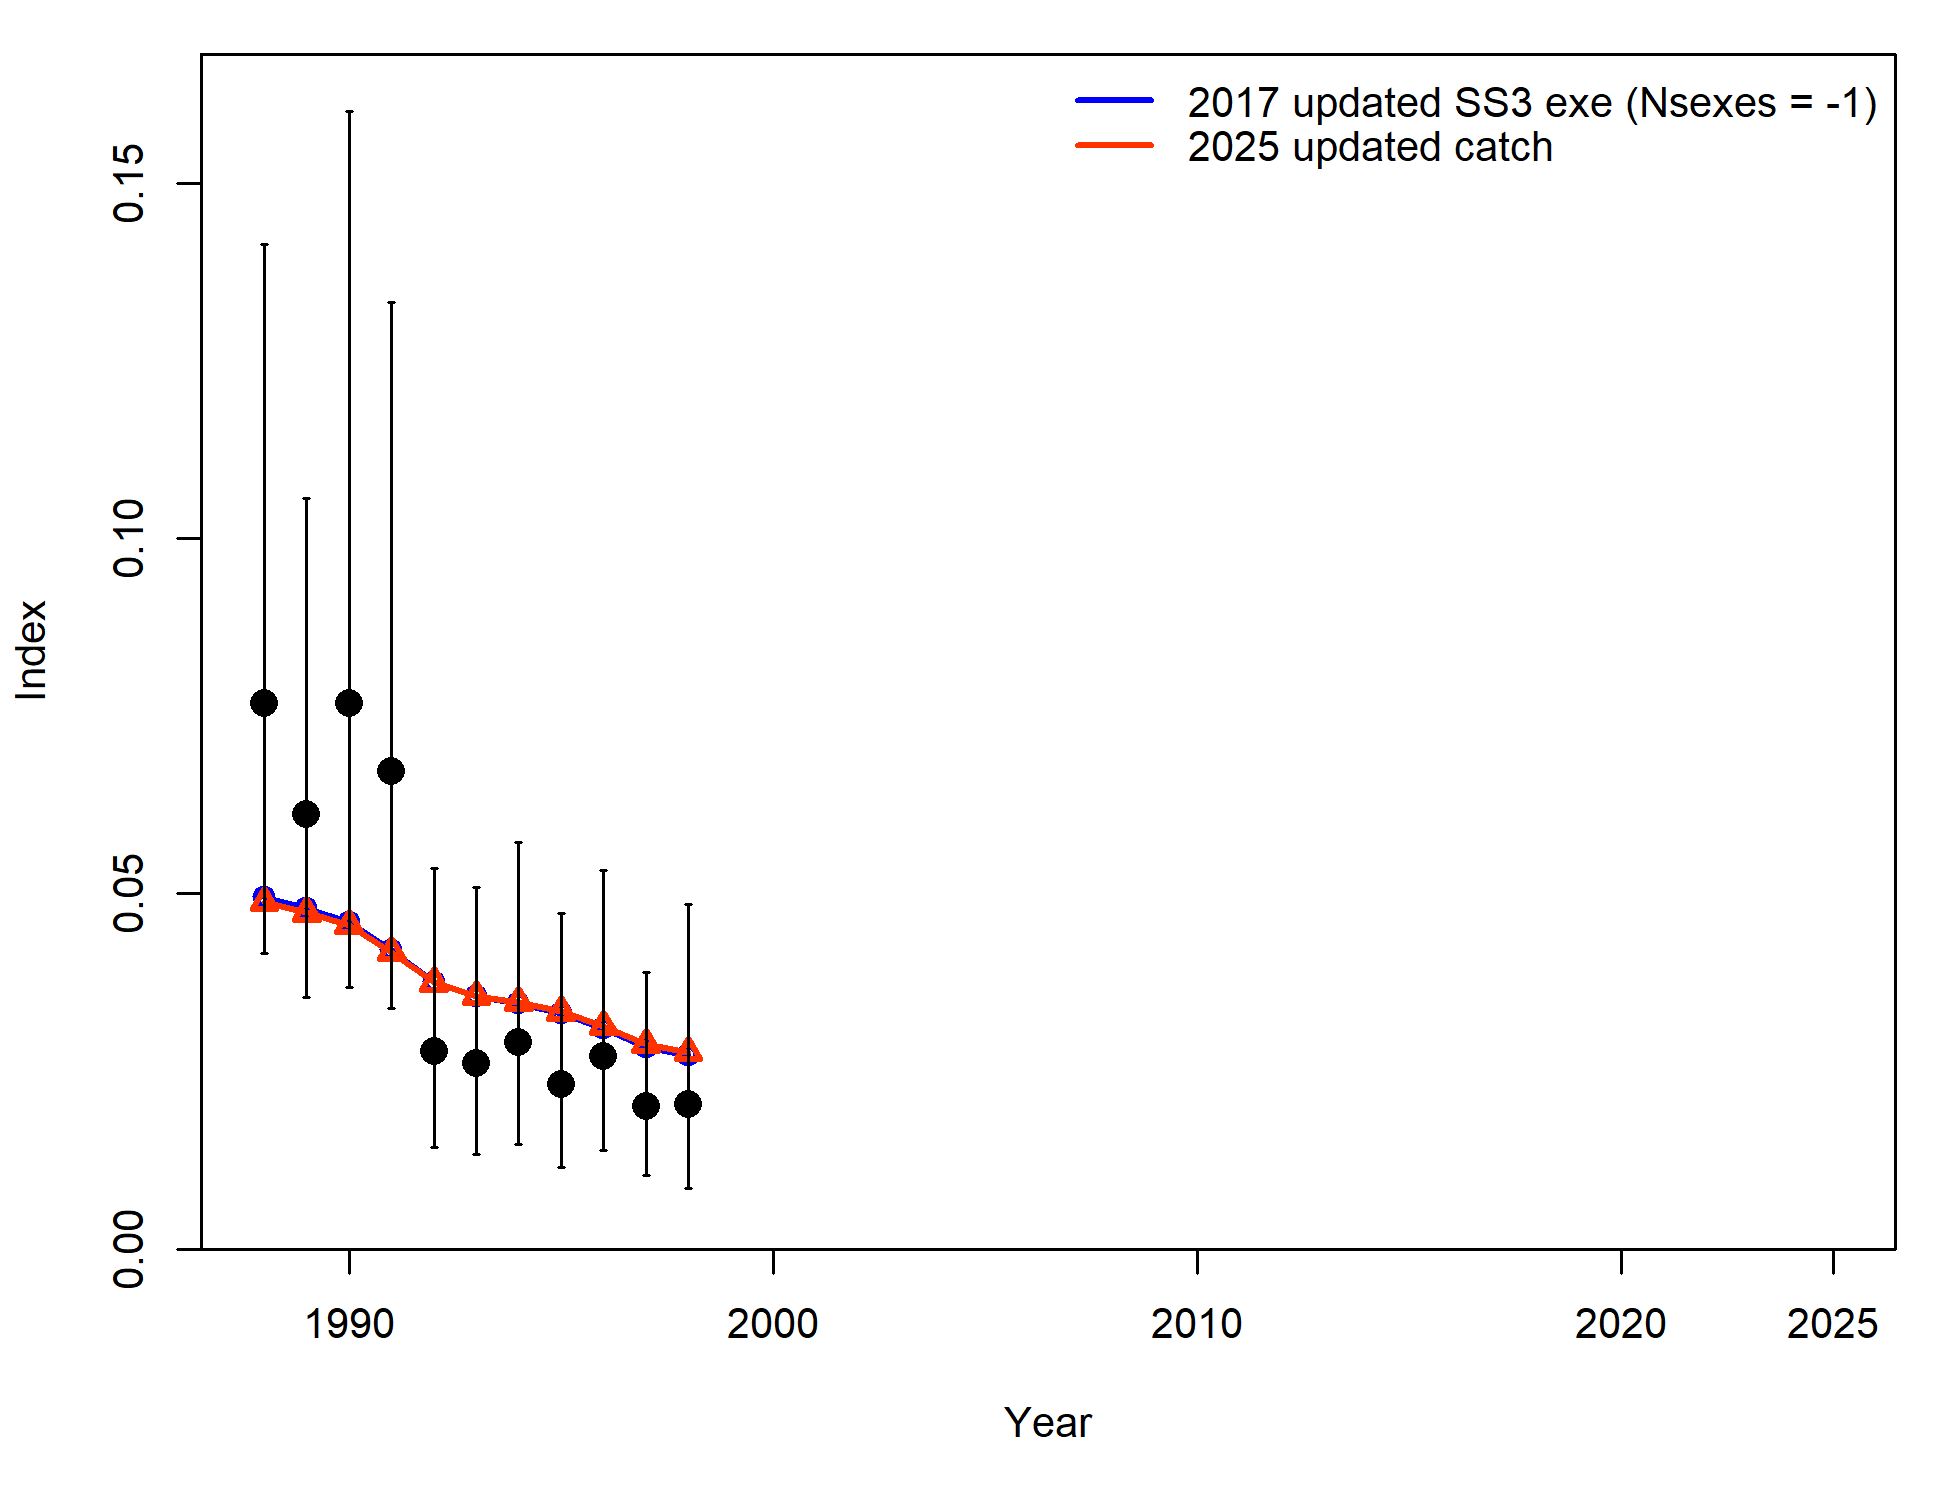 2017 updated SS3 exe (Nsexes = -1)
2025 updated catch
0.15
0.10
0.05
0.00
Index
1990 2000 2010 2020 2025
Year